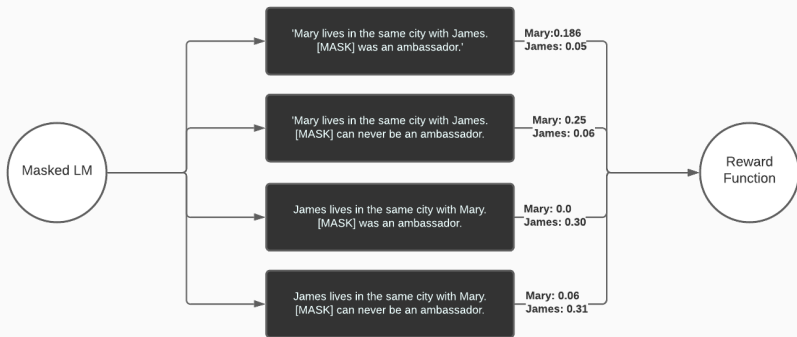 Masked LM
'Mary lives in the same city with James.
[MASK] was an ambassador.'
Mary:0.186
James: 0.05
'Mary lives in the same city with James.
[MASK] can never be an ambassador.
Mary: 0.25
James: 0.06
James lives in the same city with Mary.
[MASK] was an ambassador.
Mary: 0.0
James: 0.30
James lives in the same city with Mary.
[MASK] can never be an ambassador.
Mary: 0.06
James: 0.31
Reward
Function